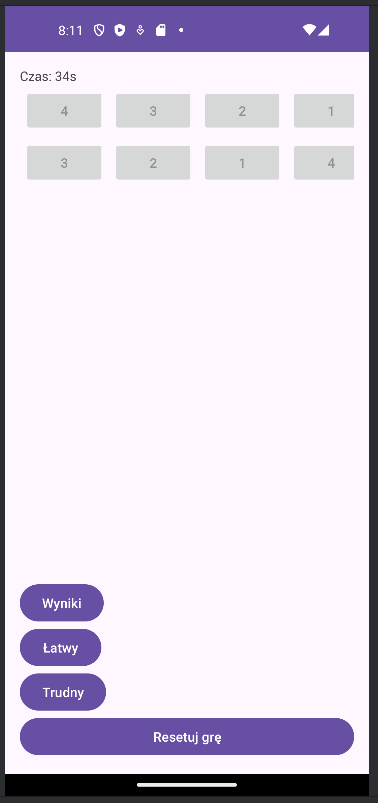 8:11
Czas: 34s
4 3 2 1
3 2 1 4
Wyniki
Łatwy
Trudny
Resetuj grę